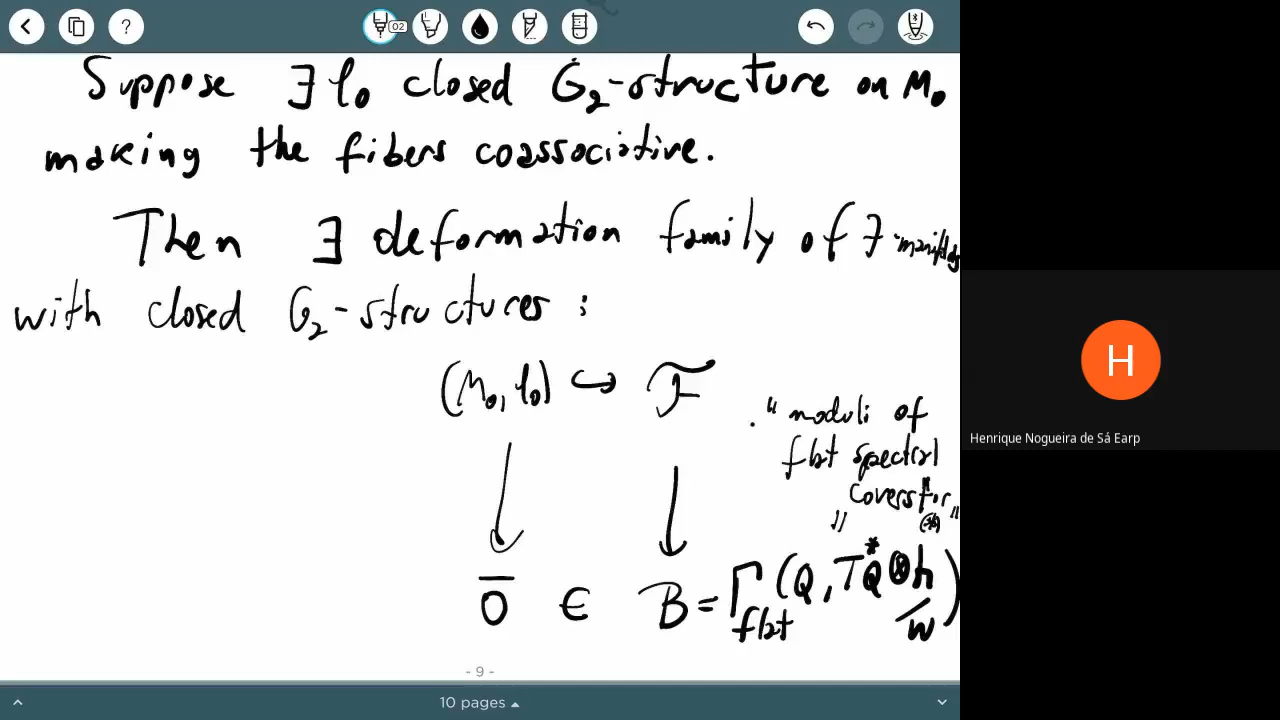 Suppose ∃ φ₀ closed G₂-structure on M₀
making the fibers coassociative.
Then ∃ deformation family of 7-manifolds
with closed G₂-structures :
(M₀, φ₀) ↪ 𝓕
"moduli of
flat spectral
covers for (*)"
0 ∈ B = Γ_flat (Q, T*Q ⊗ h/W)
- 9 -
10 pages
02
H
Henrique Nogueira de Sá Earp